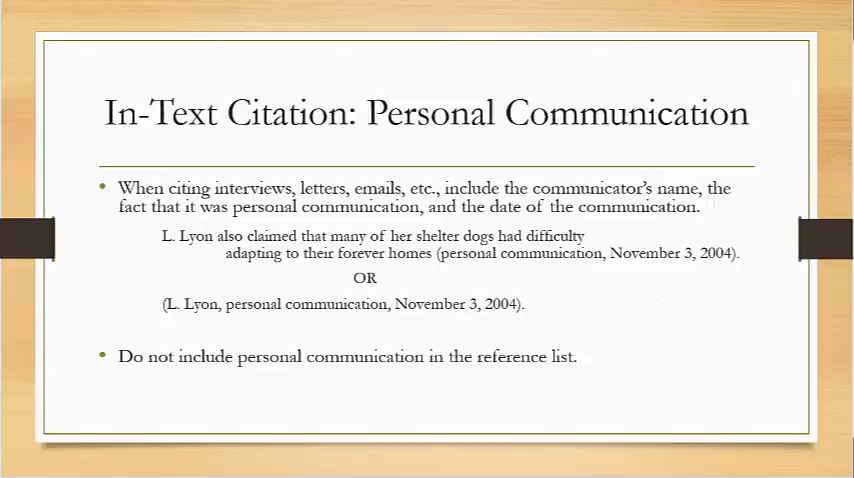 In-Text Citation: Personal Communication
• When citing interviews, letters, emails, etc., include the communicator's name, the
fact that it was personal communication, and the date of the communication.
L. Lyon also claimed that many of her shelter dogs had difficulty
adapting to their forever homes (personal communication, November 3, 2004).
OR
(L. Lyon, personal communication, November 3, 2004).
• Do not include personal communication in the reference list.